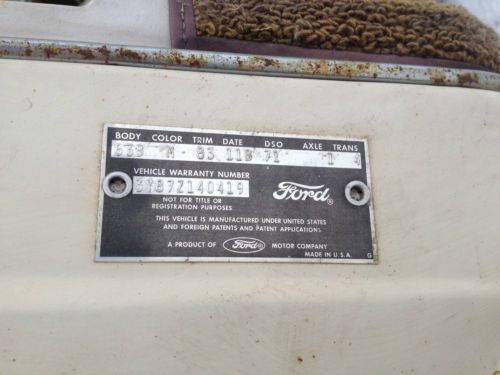 BODY COLOR TRIM DATE DSO AXLE TRANS
63B M 83 11B 71 1 4
VEHICLE WARRANTY NUMBER
3Y87Z140419
Ford®
NOT FOR TITLE OR
REGISTRATION PURPOSES
THIS VEHICLE IS MANUFACTURED UNDER UNITED STATES
AND FOREIGN PATENTS AND PATENT APPLICATIONS
A PRODUCT OF Ford® MOTOR COMPANY
MADE IN U.S.A. G